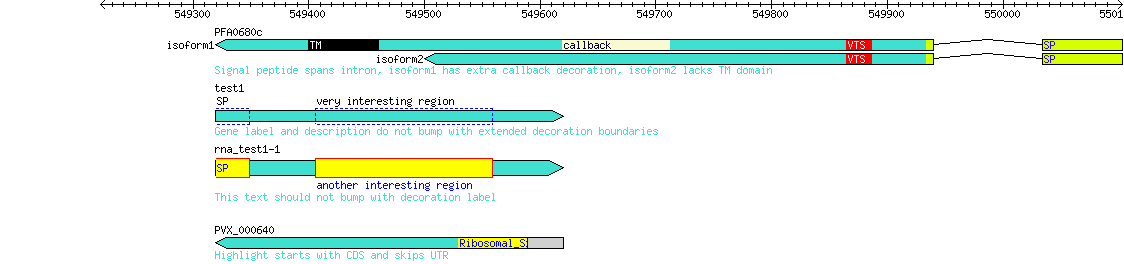 549300 549400 549500 549600 549700 549800 549900 550000 5501
PFA0680c
isoform1 TM callback VTS SP
isoform2 VTS SP
Signal peptide spans intron, isoform1 has extra callback decoration, isoform2 lacks TM domain
test1
SP very interesting region
Gene label and description do not bump with extended decoration boundaries
rna_test1-1
SP
another interesting region
This text should not bump with decoration label
PVX_000640
Ribosomal_S
Highlight starts with CDS and skips UTR